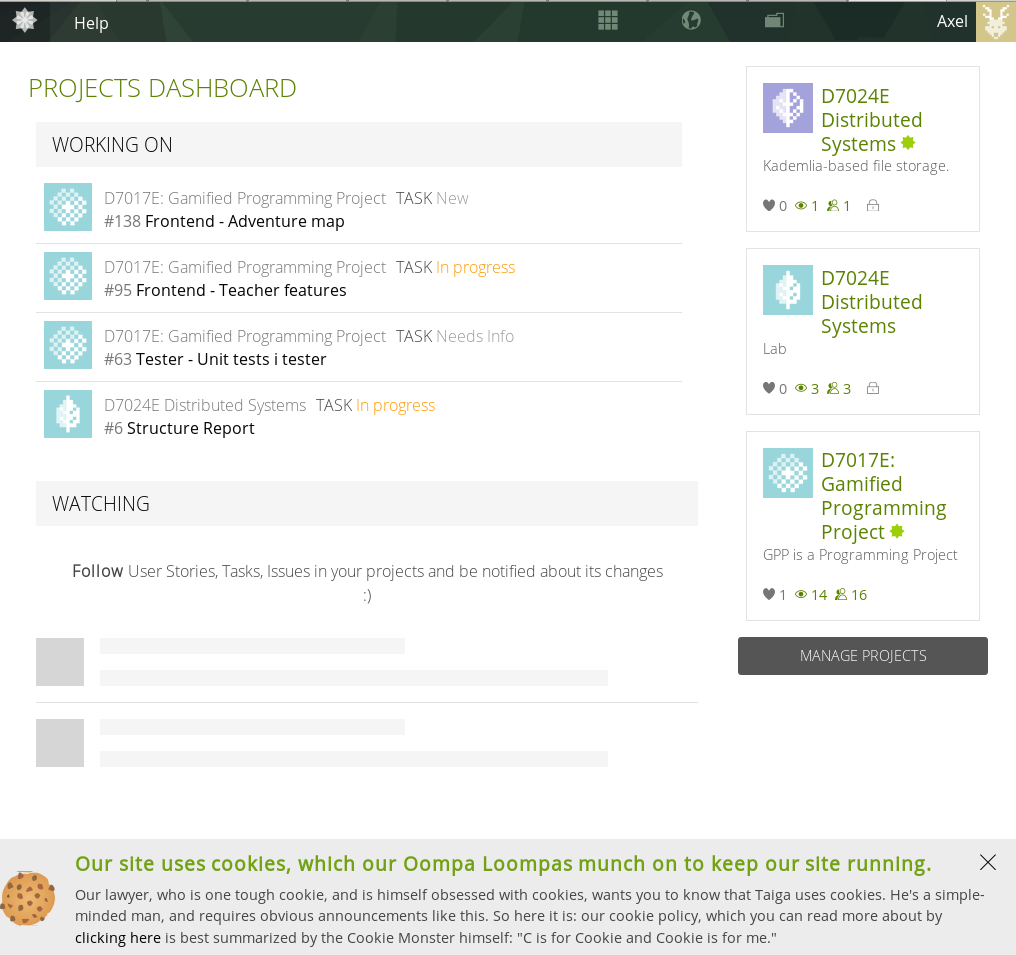 Help
Axel
PROJECTS DASHBOARD
WORKING ON
D7017E: Gamified Programming Project TASK New
#138 Frontend - Adventure map
D7017E: Gamified Programming Project TASK In progress
#95 Frontend - Teacher features
D7017E: Gamified Programming Project TASK Needs Info
#63 Tester - Unit tests i tester
D7024E Distributed Systems TASK In progress
#6 Structure Report
WATCHING
Follow User Stories, Tasks, Issues in your projects and be notified about its changes
:)
D7024E
Distributed
Systems
Kademlia-based file storage.
0 1 1
D7024E
Distributed
Systems
Lab
0 3 3
D7017E:
Gamified
Programming
Project
GPP is a Programming Project
1 14 16
MANAGE PROJECTS
Our site uses cookies, which our Oompa Loompas munch on to keep our site running.
Our lawyer, who is one tough cookie, and is himself obsessed with cookies, wants you to know that Taiga uses cookies. He's a simple-
minded man, and requires obvious announcements like this. So here it is: our cookie policy, which you can read more about by
clicking here is best summarized by the Cookie Monster himself: "C is for Cookie and Cookie is for me."